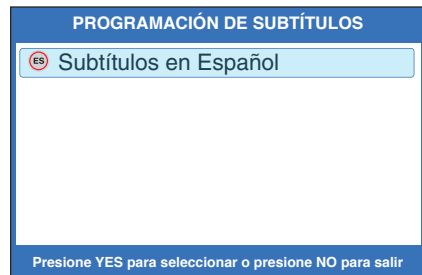 PROGRAMACIÓN DE SUBTÍTULOS
ES Subtítulos en Español
Presione YES para seleccionar o presione NO para salir